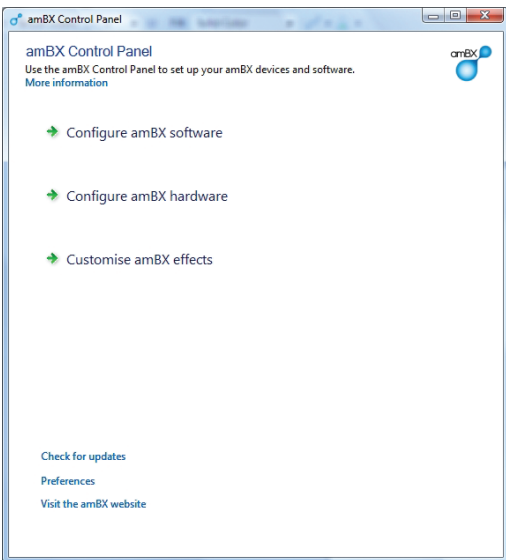 amBX Control Panel
amBX Control Panel
amBX
Use the amBX Control Panel to set up your amBX devices and software.
More information
Configure amBX software
Configure amBX hardware
Customise amBX effects
Check for updates
Preferences
Visit the amBX website